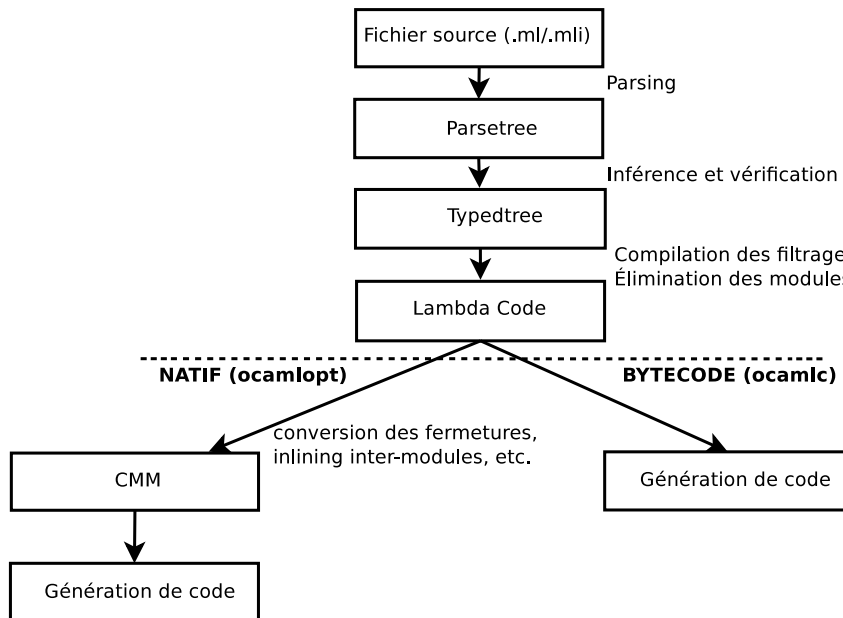 Fichier source (.ml/.mli)
Parsing
Parsetree
Inférence et vérification
Typedtree
Compilation des filtrage
Élimination des modules
Lambda Code
NATIF (ocamlopt)
BYTECODE (ocamlc)
conversion des fermetures,
inlining inter-modules, etc.
CMM
Génération de code
Génération de code